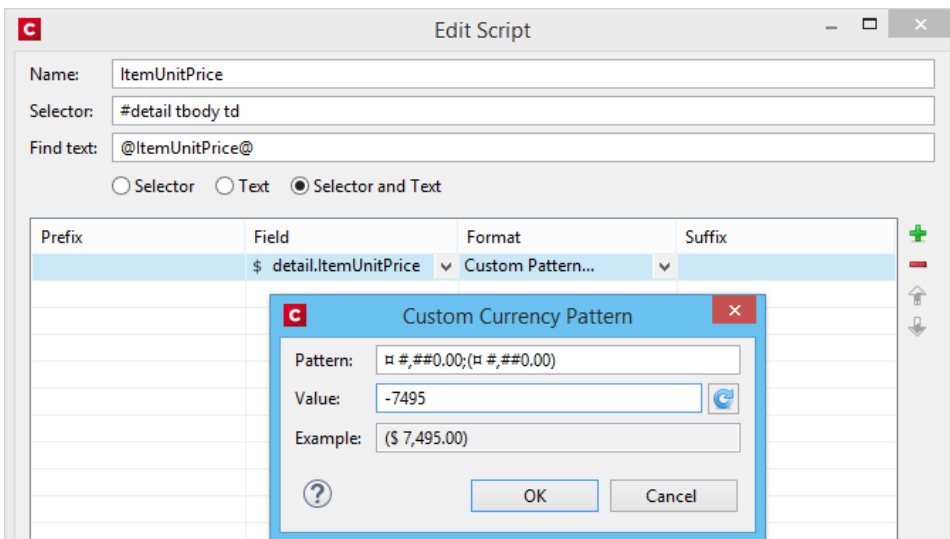 C Edit Script
Name: ItemUnitPrice
Selector: #detail tbody td
Find text: @ItemUnitPrice@
Selector Text Selector and Text
Prefix Field Format Suffix
$ detail.ItemUnitPrice Custom Pattern...
C Custom Currency Pattern
Pattern: ¤ #,##0.00;(¤ #,##0.00)
Value: -7495
Example: ($ 7,495.00)
? OK Cancel